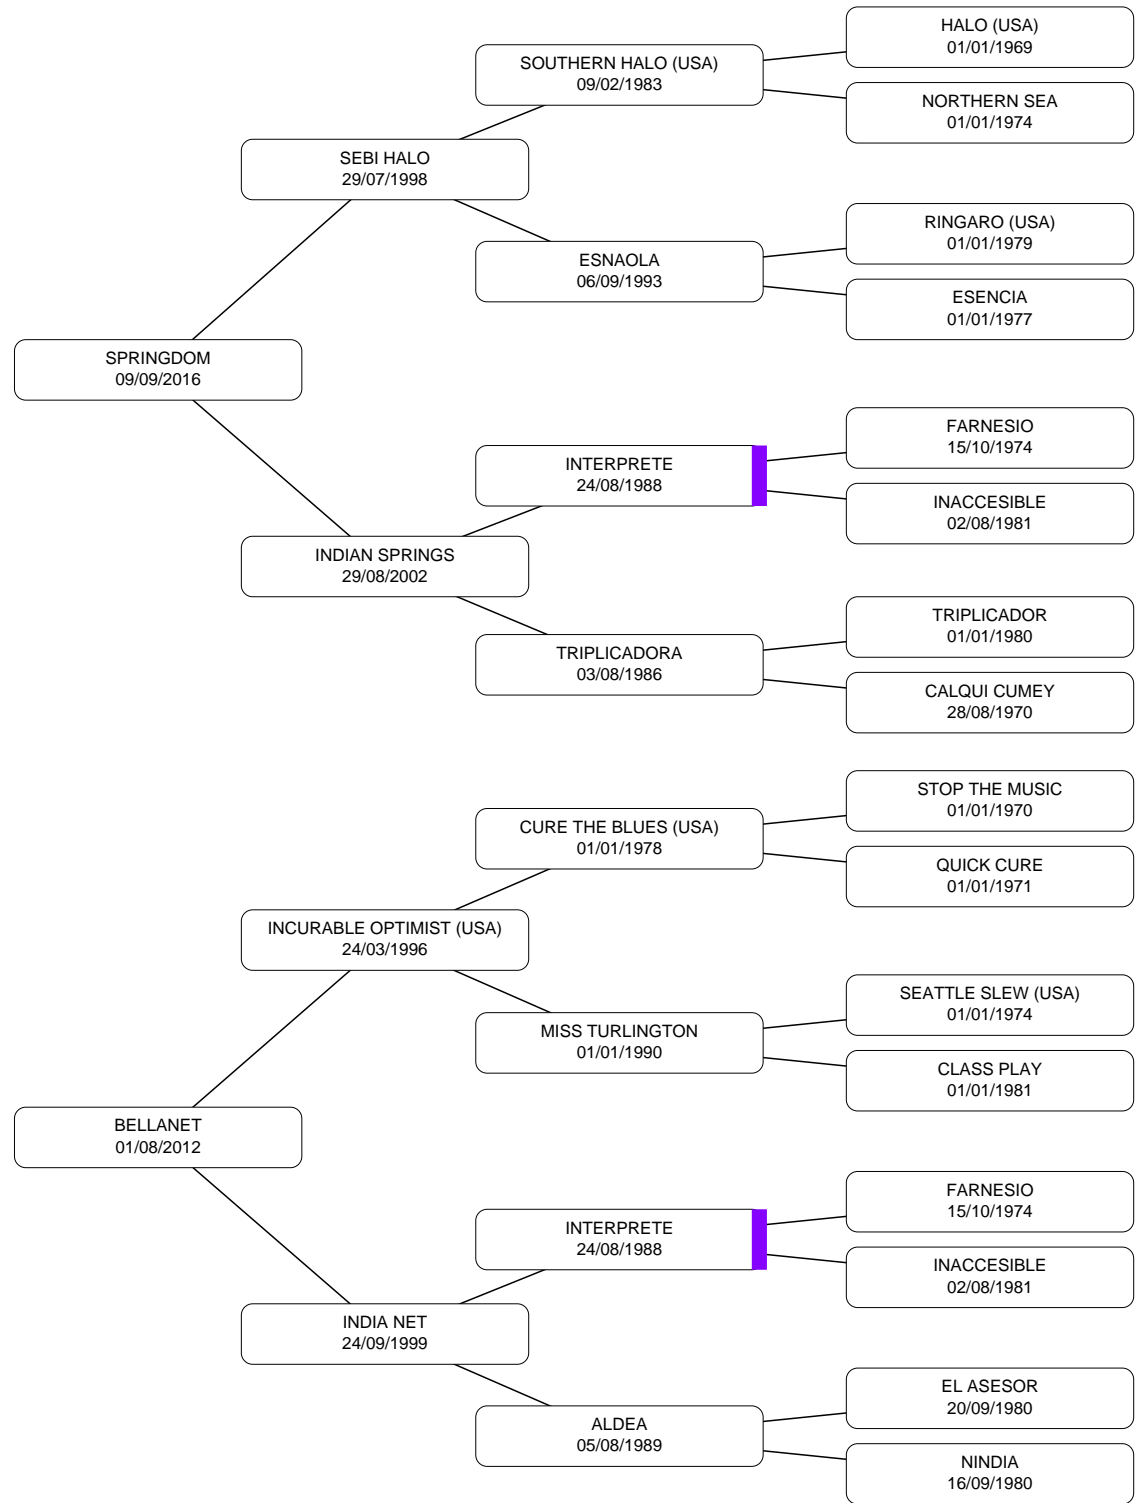 HALO (USA)
01/01/1969
SOUTHERN HALO (USA)
09/02/1983
NORTHERN SEA
01/01/1974
SEBI HALO
29/07/1998
RINGARO (USA)
01/01/1979
ESNAOLA
06/09/1993
ESENCIA
01/01/1977
SPRINGDOM
09/09/2016
FARNESIO
15/10/1974
INTERPRETE
24/08/1988
INACCESIBLE
02/08/1981
INDIAN SPRINGS
29/08/2002
TRIPLICADOR
01/01/1980
TRIPLICADORA
03/08/1986
CALQUI CUMEY
28/08/1970
STOP THE MUSIC
01/01/1970
CURE THE BLUES (USA)
01/01/1978
QUICK CURE
01/01/1971
INCURABLE OPTIMIST (USA)
24/03/1996
SEATTLE SLEW (USA)
01/01/1974
MISS TURLINGTON
01/01/1990
CLASS PLAY
01/01/1981
BELLANET
01/08/2012
FARNESIO
15/10/1974
INTERPRETE
24/08/1988
INACCESIBLE
02/08/1981
INDIA NET
24/09/1999
EL ASESOR
20/09/1980
ALDEA
05/08/1989
NINDIA
16/09/1980